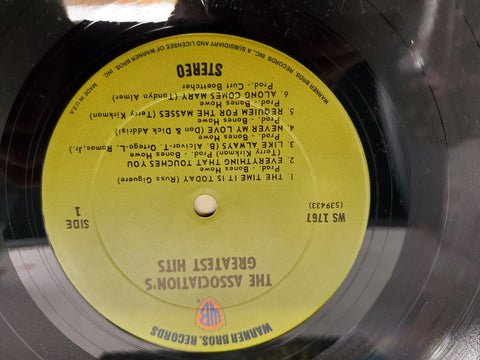 WARNER BROS. RECORDS
WB
THE ASSOCIATION'S
GREATEST HITS
WS 1767
(S39433)
SIDE
1
1. THE TIME IT IS TODAY (Russ Giguere)
Prod. - Bones Howe
2. EVERYTHING THAT TOUCHES YOU
(Terry Kirkman) Prod. - Bones Howe
3. LIKE ALWAYS (B. Alcivar-T. Ortega-L. Ramos, Jr.)
Prod. - Bones Howe
4. NEVER MY LOVE (Don & Dick Addrisi)
Prod. - Bones Howe
5. REQUIEM FOR THE MASSES (Terry Kirkman)
Prod. - Bones Howe
6. ALONG COMES MARY (Tandyn Almer)
Prod. - Curt Boettcher
STEREO
WARNER BROS. RECORDS INC. A SUBSIDIARY AND LICENSEE OF WARNER BROS. INC.
MADE IN U.S.A.